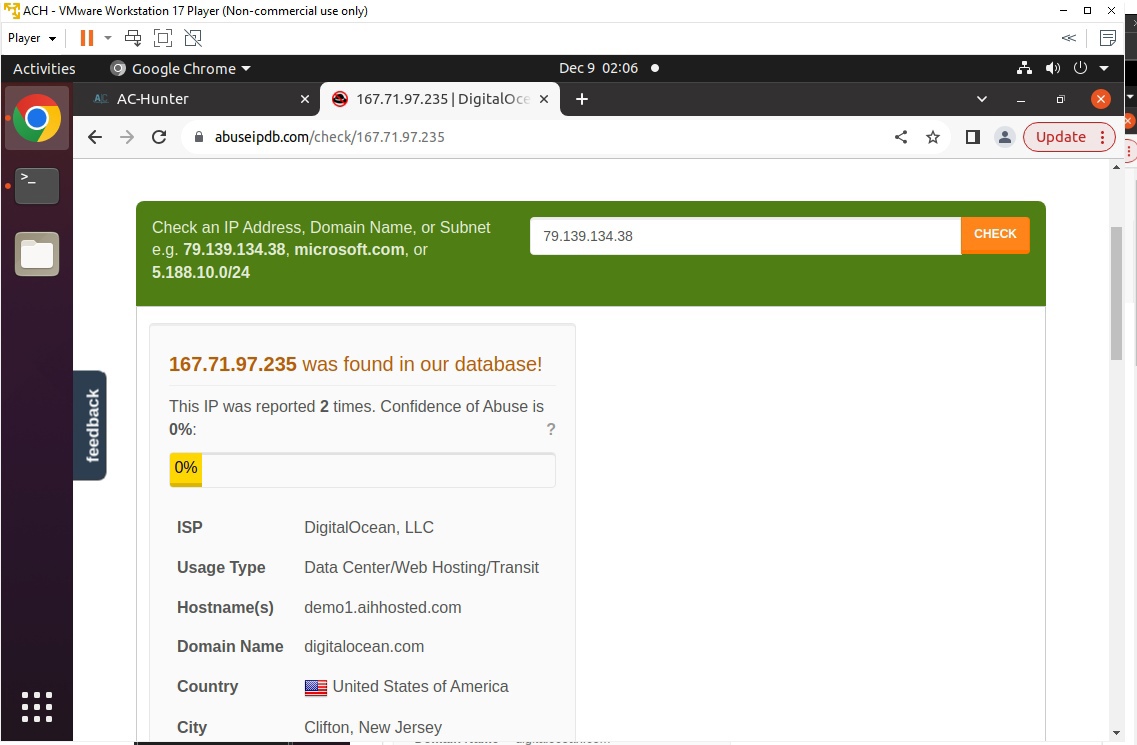 ACH - VMware Workstation 17 Player (Non-commercial use only)
Player
Activities
Google Chrome
Dec 9 02:06
AC AC-Hunter
167.71.97.235 | DigitalOce
abuseipdb.com/check/167.71.97.235
Update
Check an IP Address, Domain Name, or Subnet
e.g. 79.139.134.38, microsoft.com, or
5.188.10.0/24
79.139.134.38
CHECK
167.71.97.235 was found in our database!
This IP was reported 2 times. Confidence of Abuse is
0%: ?
0%
feedback
ISP DigitalOcean, LLC
Usage Type Data Center/Web Hosting/Transit
Hostname(s) demo1.aihhosted.com
Domain Name digitalocean.com
Country United States of America
City Clifton, New Jersey